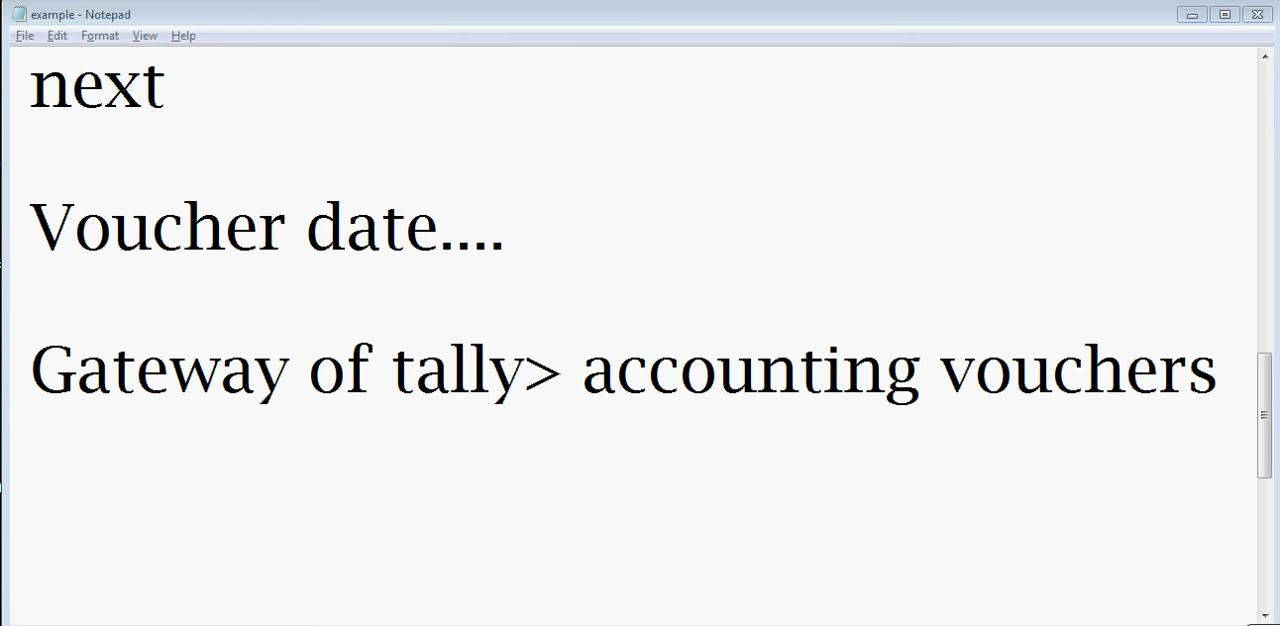 example - Notepad
File Edit Format View Help
next
Voucher date....
Gateway of tally> accounting vouchers